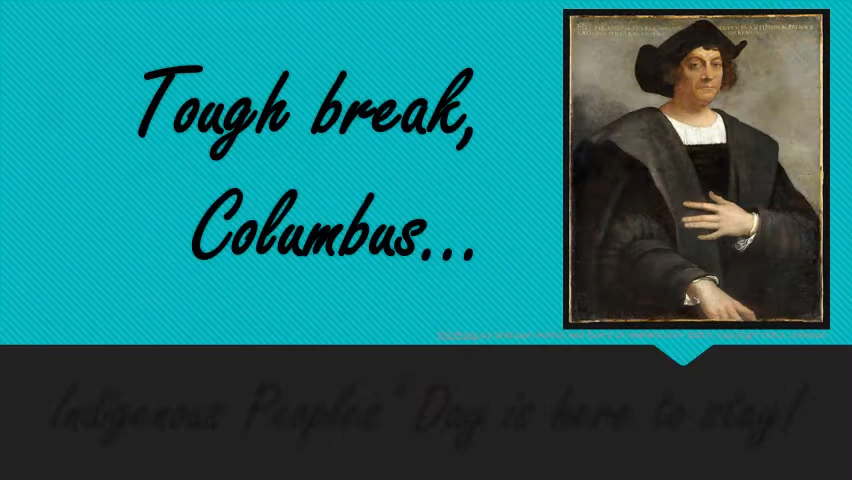 Tough break,
Columbus...
Indigenous Peoples' Day is here to stay!